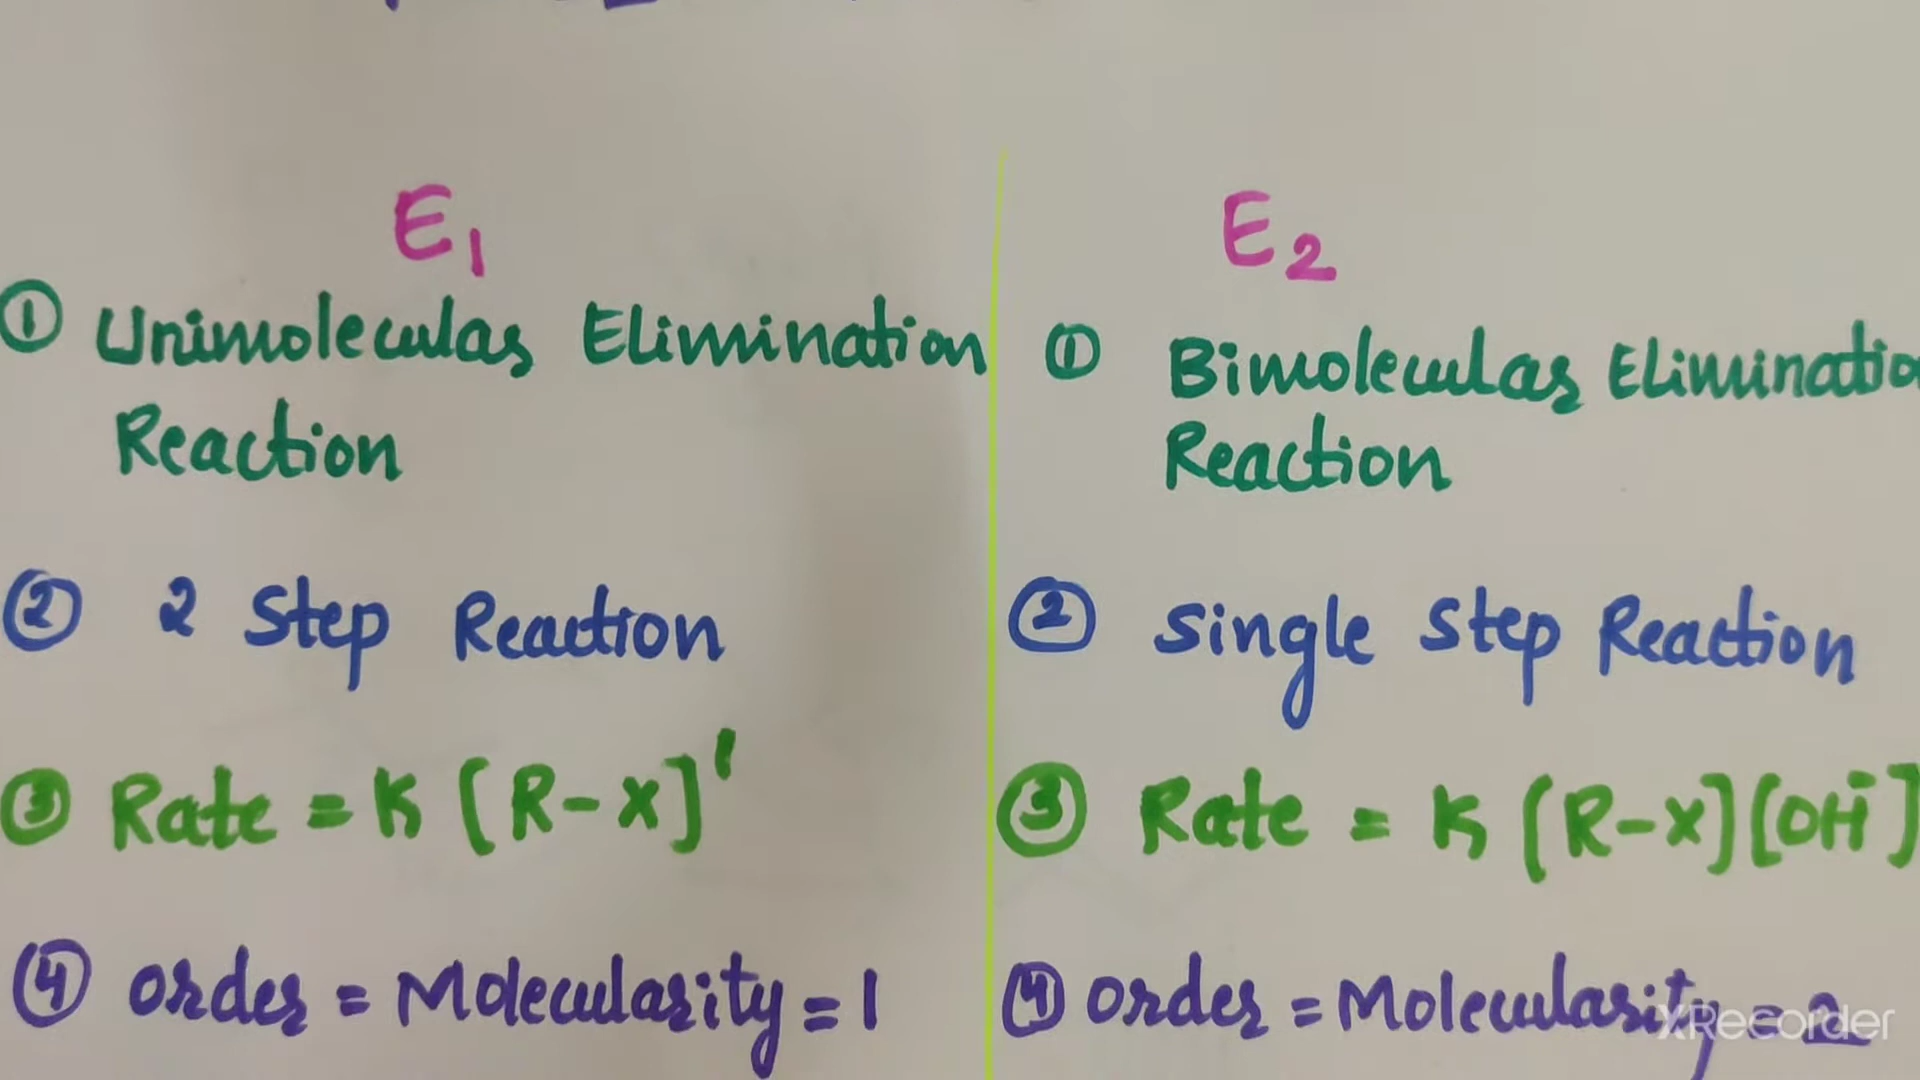 E1
① Unimolecular Elimination
Reaction
② 2 Step Reaction
③ Rate = K [R-X]'
④ order = Molecularity = 1
E2
① Bimolecular Eliminatio
Reaction
② Single Step Reaction
③ Rate = K [R-X][OH⁻]
④ order = Molecularity = 2
XRecorder